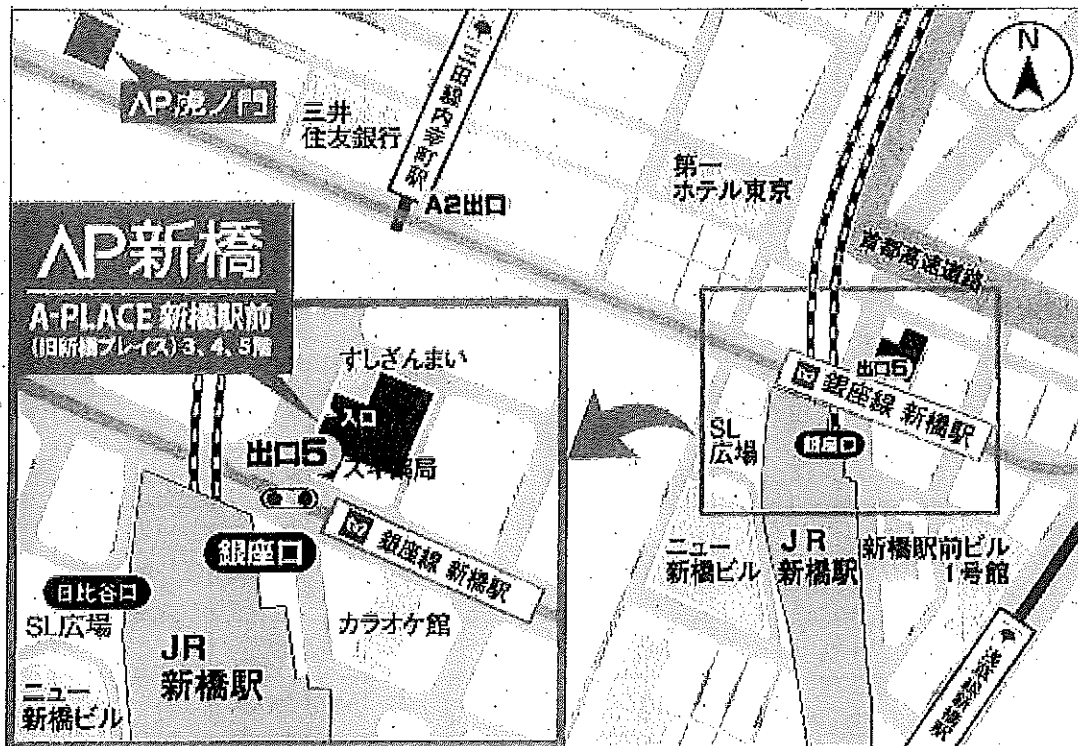 AP虎ノ門
三井
住友銀行
三田線内幸町駅
A2出口
第一
ホテル東京
N
首都高速道路
AP新橋
A-PLACE 新橋駅前
(旧新橋プレイス)3、4、5階
すしざんまい
入口
出口5
銀座口
銀座線 新橋駅
日比谷口
SL広場
カラオケ館
JR
新橋駅
ニュー
新橋ビル
出口5
銀座線 新橋駅
SL
広場
銀座口
ニュー
新橋ビル
JR
新橋駅
新橋駅前ビル
1号館
浅草線新橋駅